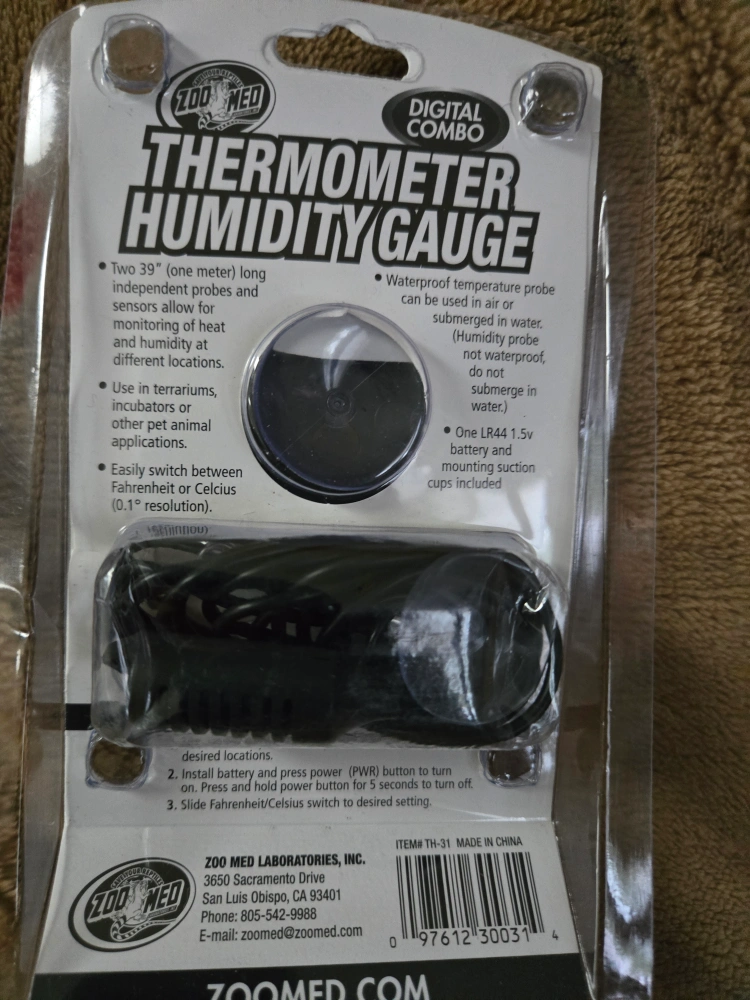 ZOO MED
DIGITAL
COMBO
THERMOMETER
HUMIDITY GAUGE
• Two 39" (one meter) long
independent probes and
sensors allow for
monitoring of heat
and humidity at
different locations.
• Use in terrariums,
incubators or
other pet animal
applications.
• Easily switch between
Fahrenheit or Celcius
(0.1° resolution).
• Waterproof temperature probe
can be used in air or
submerged in water.
(Humidity probe
not waterproof,
do not
submerge in
water.)
• One LR44 1.5v
battery and
mounting suction
cups included
desired locations.
2. Install battery and press power (PWR) button to turn
on. Press and hold power button for 5 seconds to turn off.
3. Slide Fahrenheit/Celsius switch to desired setting.
ZOO MED
ZOO MED LABORATORIES, INC.
3650 Sacramento Drive
San Luis Obispo, CA 93401
Phone: 805-542-9988
E-mail: zoomed@zoomed.com
ITEM# TH-31 MADE IN CHINA
0 97612 30031 4
ZOOMED.COM